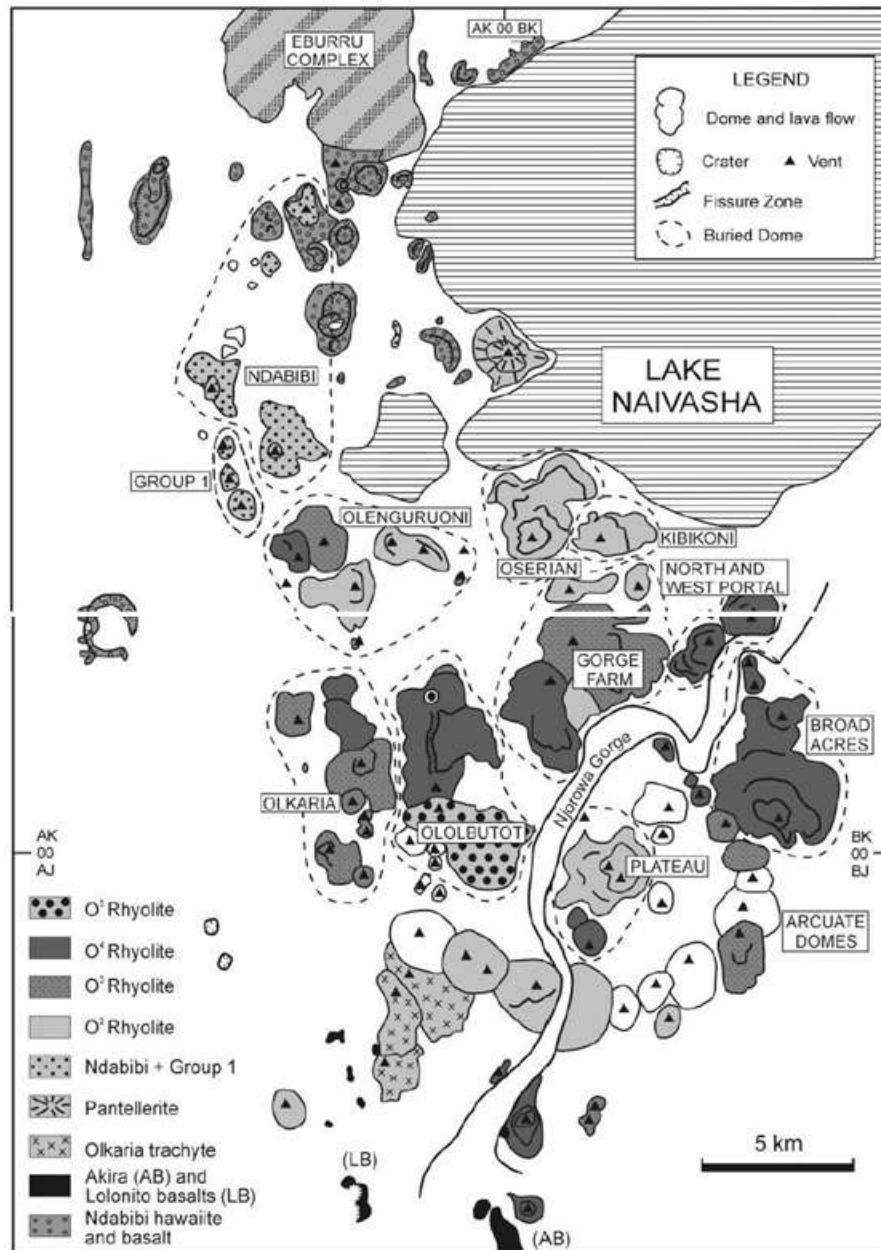 EBURRU
COMPLEX
AK 00 BK
LEGEND
Dome and lava flow
Crater
Vent
Fissure Zone
Buried Dome
LAKE
NAIVASHA
NDABIBI
GROUP 1
OLENGURUONI
OSERIAN
KIBIKONI
NORTH AND
WEST PORTAL
GORGE
FARM
BROAD
ACRES
Njorowa Gorge
OLKARIA
OLOLBUTOT
PLATEAU
ARCUATE
DOMES
AK
00
AJ
BK
00
BJ
O⁵ Rhyolite
O⁴ Rhyolite
O³ Rhyolite
O² Rhyolite
Ndabibi + Group 1
Pantellerite
Olkaria trachyte
Akira (AB) and
Lolonito basalts (LB)
Ndabibi hawaiite
and basalt
(LB)
(AB)
5 km